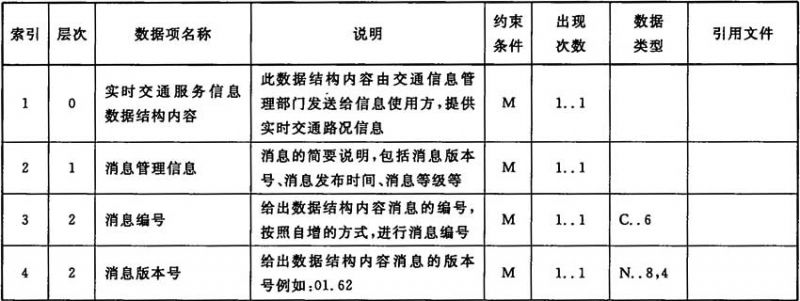 索引 层次 数据项名称 说明 约束条件 出现次数 数据类型 引用文件
1 0 实时交通服务信息数据结构内容 此数据结构内容由交通信息管理部门发送给信息使用方，提供实时交通路况信息 M 1..1
2 1 消息管理信息 消息的简要说明，包括消息版本号、消息发布时间、消息等级等 M 1..1
3 2 消息编号 给出数据结构内容消息的编号，按照自增的方式，进行消息编号 M 1..1 C..6
4 2 消息版本号 给出数据结构内容消息的版本号例如：01.62 M 1..1 N..8,4